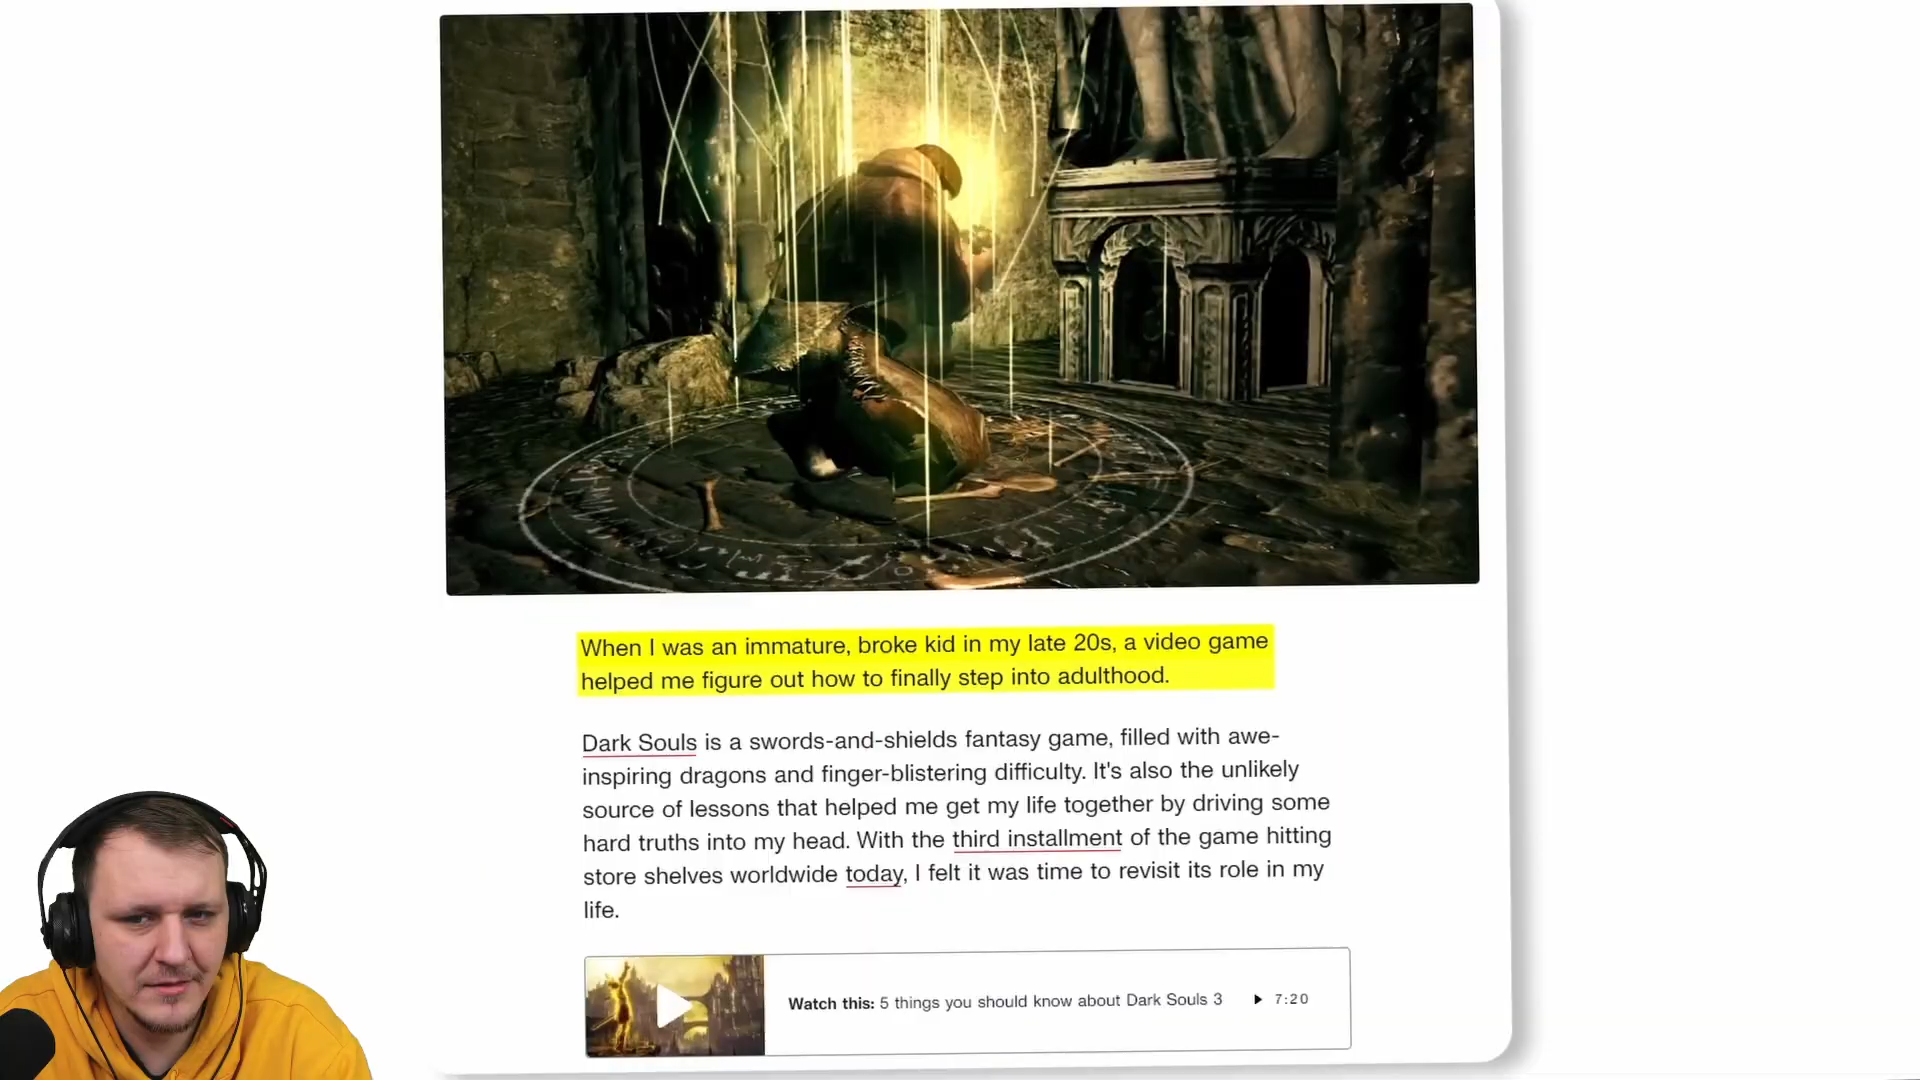 When I was an immature, broke kid in my late 20s, a video game
helped me figure out how to finally step into adulthood.
Dark Souls is a swords-and-shields fantasy game, filled with awe-
inspiring dragons and finger-blistering difficulty. It's also the unlikely
source of lessons that helped me get my life together by driving some
hard truths into my head. With the third installment of the game hitting
store shelves worldwide today, I felt it was time to revisit its role in my
life.
Watch this: 5 things you should know about Dark Souls 3 7:20